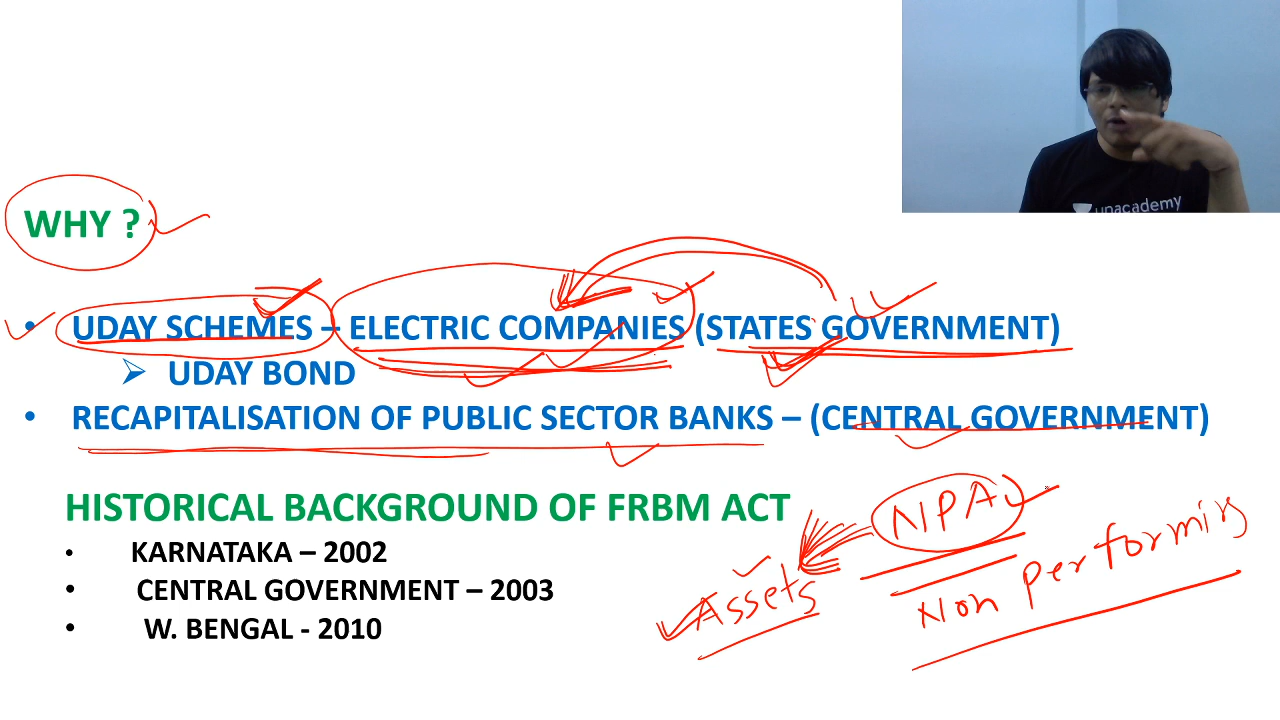 unacademy
WHY ?
• UDAY SCHEMES – ELECTRIC COMPANIES (STATES GOVERNMENT)
➢ UDAY BOND
• RECAPITALISATION OF PUBLIC SECTOR BANKS – (CENTRAL GOVERNMENT)
HISTORICAL BACKGROUND OF FRBM ACT
NPA
• KARNATAKA – 2002
• CENTRAL GOVERNMENT – 2003
• W. BENGAL - 2010
Non Performing
Assets